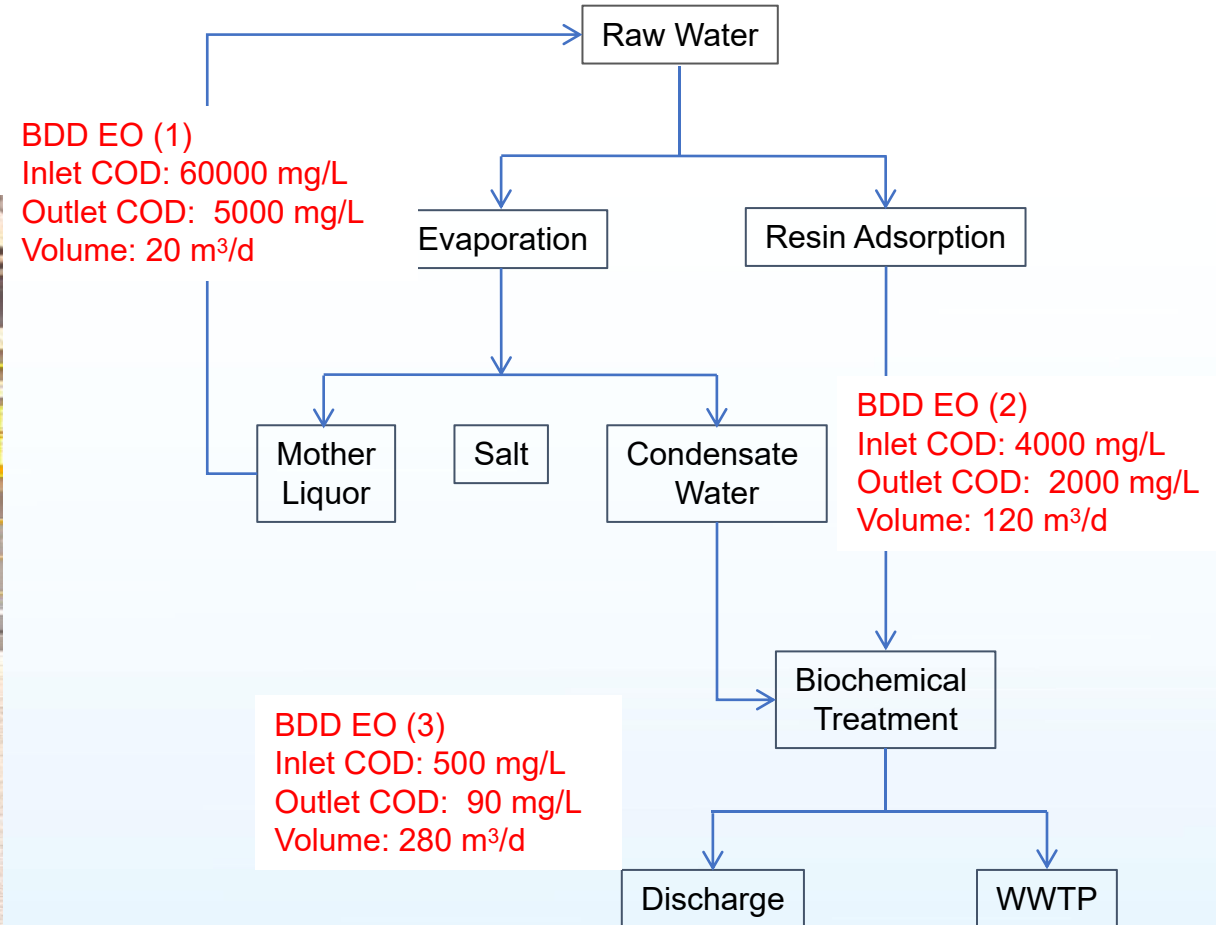 Raw Water
BDD EO (1)
Inlet COD: 60000 mg/L
Outlet COD:  5000 mg/L
Volume: 20 m³/d
Evaporation
Resin Adsorption
Mother
Liquor
Salt
Condensate
Water
BDD EO (2)
Inlet COD: 4000 mg/L
Outlet COD:  2000 mg/L
Volume: 120 m³/d
Biochemical
Treatment
BDD EO (3)
Inlet COD: 500 mg/L
Outlet COD:  90 mg/L
Volume: 280 m³/d
Discharge
WWTP